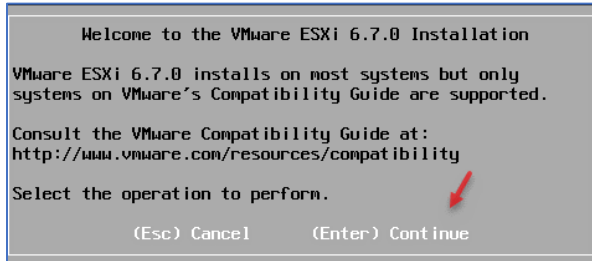 Welcome to the VMware ESXi 6.7.0 Installation
VMware ESXi 6.7.0 installs on most systems but only
systems on VMware's Compatibility Guide are supported.
Consult the VMware Compatibility Guide at:
http://www.vmware.com/resources/compatibility
Select the operation to perform.
(Esc) Cancel (Enter) Continue